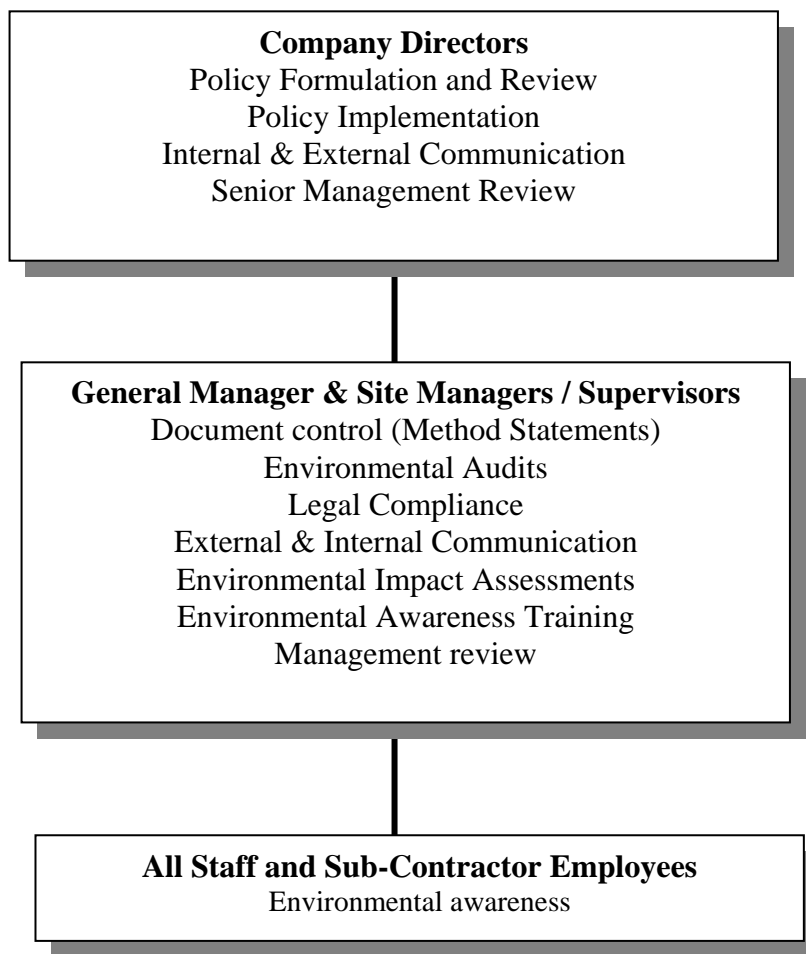 Company Directors
Policy Formulation and Review
Policy Implementation
Internal & External Communication
Senior Management Review
General Manager & Site Managers / Supervisors
Document control (Method Statements)
Environmental Audits
Legal Compliance
External & Internal Communication
Environmental Impact Assessments
Environmental Awareness Training
Management review
All Staff and Sub-Contractor Employees
Environmental awareness